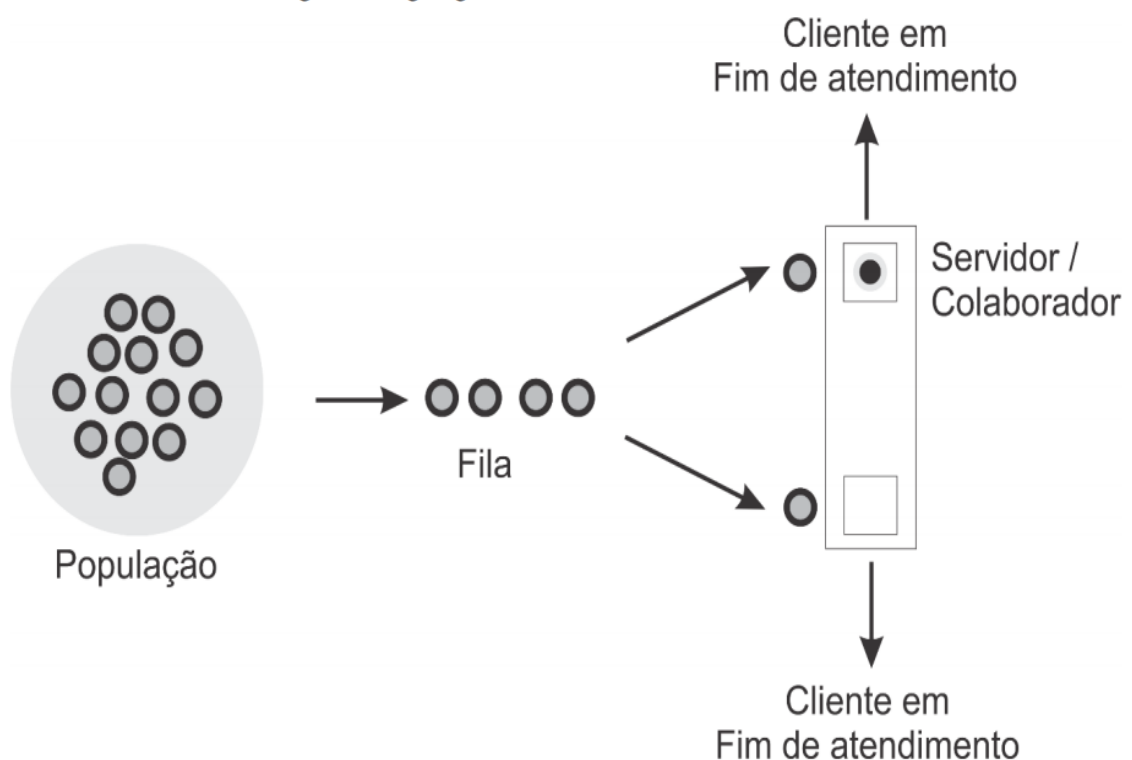 Cliente em
Fim de atendimento
Servidor /
Colaborador
Fila
População
Cliente em
Fim de atendimento